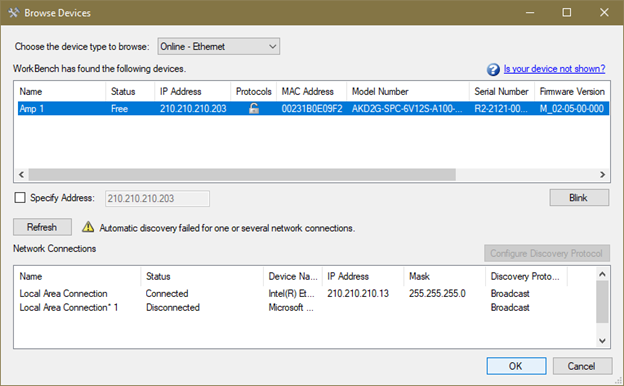 Browse Devices
Choose the device type to browse: Online - Ethernet
WorkBench has found the following devices.
Is your device not shown?
Name Status IP Address Protocols MAC Address Model Number Serial Number Firmware Version
Amp 1 Free 210.210.210.203 00231B0E09F2 AKD2G-SPC-6V12S-A100-... R2-2121-00... M_02-05-00-000
Specify Address: 210.210.210.203
Blink
Refresh
Automatic discovery failed for one or several network connections.
Network Connections
Configure Discovery Protocol
Name Status Device Na... IP Address Mask Discovery Proto...
Local Area Connection Connected Intel(R) Et... 210.210.210.13 255.255.255.0 Broadcast
Local Area Connection* 1 Disconnected Microsoft ... Broadcast
OK Cancel